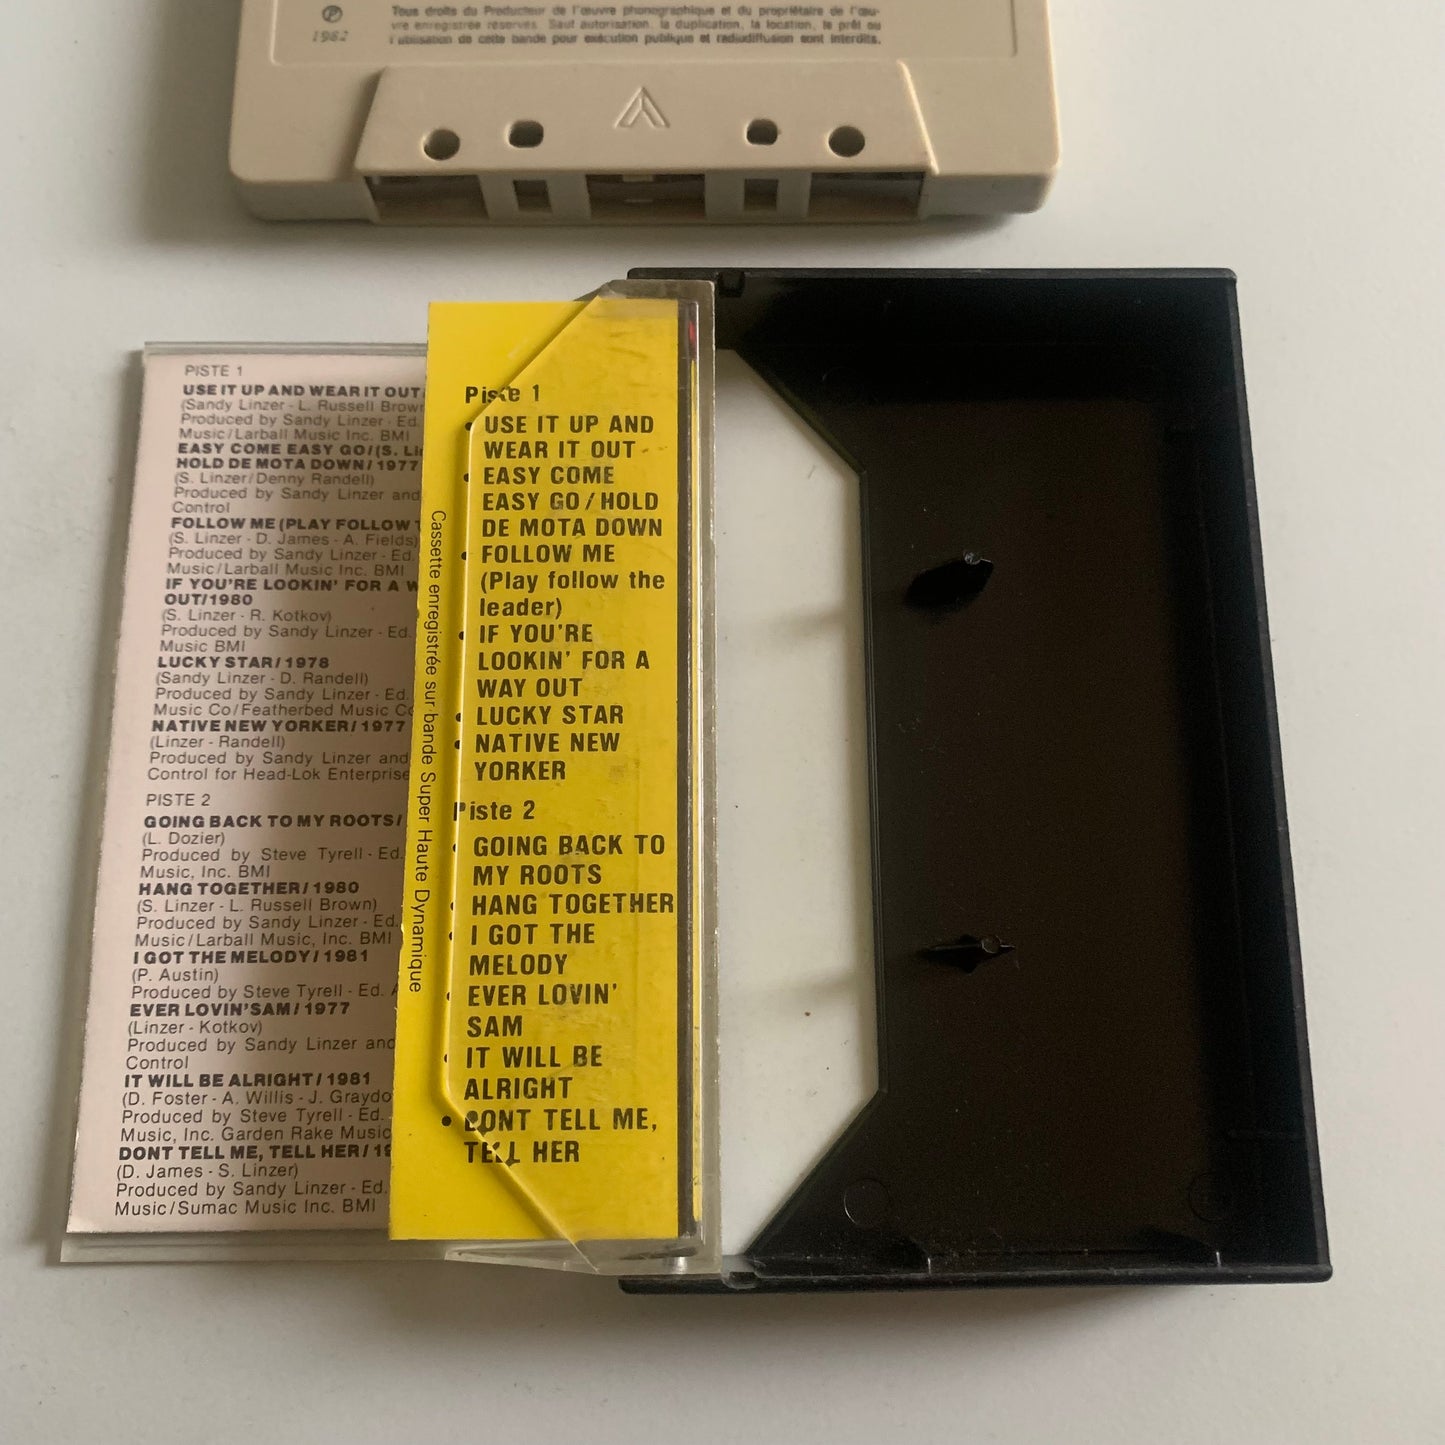 ℗
1982
Tous droits du Producteur de l'œuvre phonographique et du propriétaire de l'œu-
vre enregistrée réservés. Sauf autorisation, la duplication, la location, le prêt ou
l'utilisation de cette bande pour exécution publique et radiodiffusion sont interdits.
PISTE 1
USE IT UP AND WEAR IT OUT/
(Sandy Linzer - L. Russell Brown
Produced by Sandy Linzer - Ed.
Music/Larball Music Inc. BMI
EASY COME EASY GO/(S. Li
HOLD DE MOTA DOWN/1977
(S. Linzer/Denny Randell)
Produced by Sandy Linzer and
Control
FOLLOW ME (PLAY FOLLOW
(S. Linzer - D. James - A. Fields)
Produced by Sandy Linzer - Ed.
Music/Larball Music Inc. BMI
IF YOU'RE LOOKIN' FOR A W
OUT/1980
(S. Linzer - R. Kotkov)
Produced by Sandy Linzer - Ed.
Music BMI
LUCKY STAR/1978
(Sandy Linzer - D. Randell)
Produced by Sandy Linzer - Ed.
Music Co/Featherbed Music Co
NATIVE NEW YORKER/1977
(Linzer - Randell)
Produced by Sandy Linzer and
Control for Head-Lok Enterprise
PISTE 2
GOING BACK TO MY ROOTS/
(L. Dozier)
Produced by Steve Tyrell - Ed.
Music, Inc. BMI
HANG TOGETHER/1980
(S. Linzer - L. Russell Brown)
Produced by Sandy Linzer - Ed.
Music/Larball Music, Inc. BMI
I GOT THE MELODY/1981
(P. Austin)
Produced by Steve Tyrell - Ed. A
EVER LOVIN' SAM/1977
(Linzer - Kotkov)
Produced by Sandy Linzer and
Control
IT WILL BE ALRIGHT/1981
(D. Foster - A. Willis - J. Graydo
Produced by Steve Tyrell - Ed.
Music, Inc. Garden Rake Music
DONT TELL ME, TELL HER/19
(D. James - S. Linzer)
Produced by Sandy Linzer - Ed.
Music/Sumac Music Inc. BMI
Cassette enregistrée sur bande Super Haute Dynamique
Piste 1
• USE IT UP AND
WEAR IT OUT
• EASY COME
EASY GO/HOLD
DE MOTA DOWN
• FOLLOW ME
(Play follow the
leader)
• IF YOU'RE
LOOKIN' FOR A
WAY OUT
• LUCKY STAR
• NATIVE NEW
YORKER
Piste 2
• GOING BACK TO
MY ROOTS
• HANG TOGETHER
• I GOT THE
MELODY
• EVER LOVIN'
SAM
• IT WILL BE
ALRIGHT
• DONT TELL ME,
TELL HER